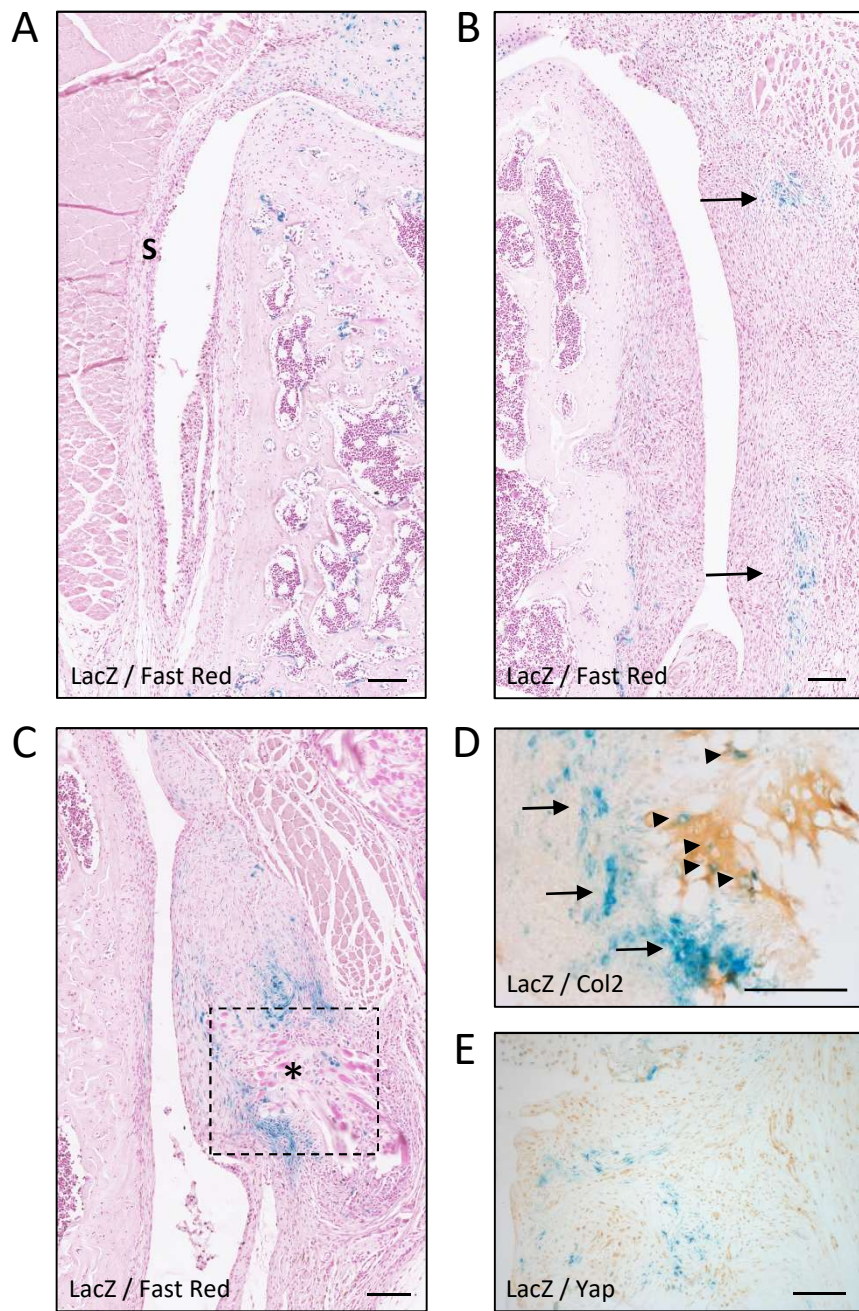 A
B
S
LacZ / Fast Red
LacZ / Fast Red
C
D
*
LacZ / Col2
E
LacZ / Fast Red
LacZ / Yap